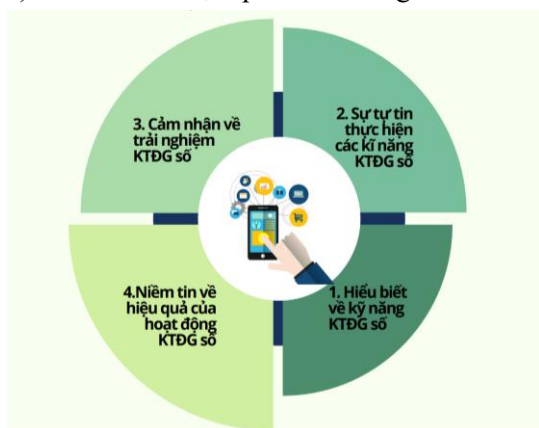 3. Cảm nhận về
trải nghiệm
KTĐG số
2. Sự tự tin
thực hiện
các kĩ năng
KTĐG số
4.Niềm tin về
hiệu quả của
hoạt động
KTĐG số
1. Hiểu biết
về kỹ năng
KTĐG số